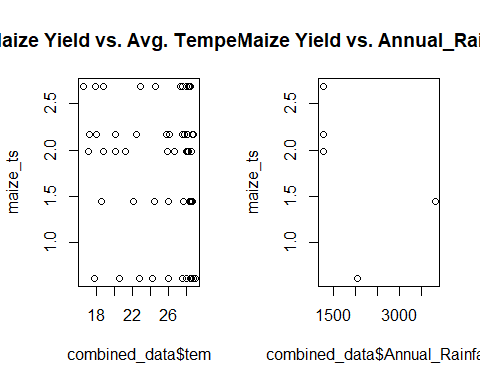 Maize Yield vs. Avg. TempeMaize Yield vs. Annual_Rai
maize_ts
1.0 1.5 2.0 2.5
18 22 26
combined_data$tem
maize_ts
1.0 1.5 2.0 2.5
1500 3000
combined_data$Annual_Rainfa